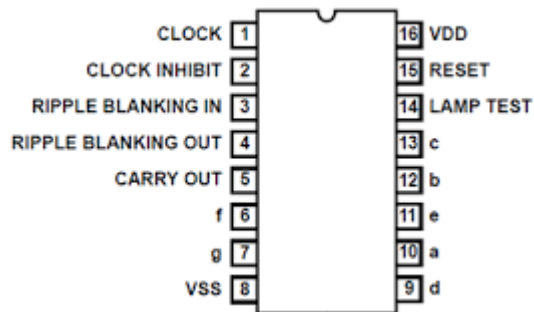 CLOCK 1 16 VDD
CLOCK INHIBIT 2 15 RESET
RIPPLE BLANKING IN 3 14 LAMP TEST
RIPPLE BLANKING OUT 4 13 c
CARRY OUT 5 12 b
f 6 11 e
g 7 10 a
VSS 8 9 d